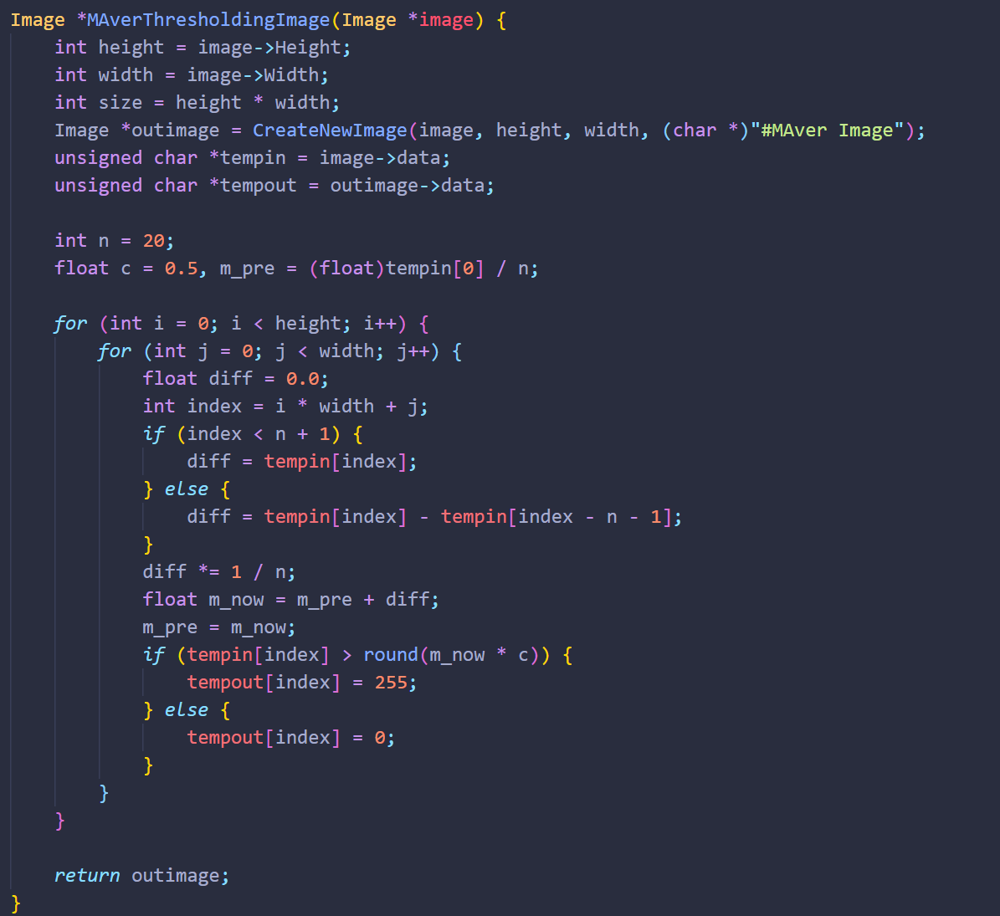 Image *MAverThresholdingImage(Image *image) {
    int height = image->Height;
    int width = image->Width;
    int size = height * width;
    Image *outimage = CreateNewImage(image, height, width, (char *)"#MAver Image");
    unsigned char *tempin = image->data;
    unsigned char *tempout = outimage->data;

    int n = 20;
    float c = 0.5, m_pre = (float)tempin[0] / n;

    for (int i = 0; i < height; i++) {
        for (int j = 0; j < width; j++) {
            float diff = 0.0;
            int index = i * width + j;
            if (index < n + 1) {
                diff = tempin[index];
            } else {
                diff = tempin[index] - tempin[index - n - 1];
            }
            diff *= 1 / n;
            float m_now = m_pre + diff;
            m_pre = m_now;
            if (tempin[index] > round(m_now * c)) {
                tempout[index] = 255;
            } else {
                tempout[index] = 0;
            }
        }
    }

    return outimage;
}